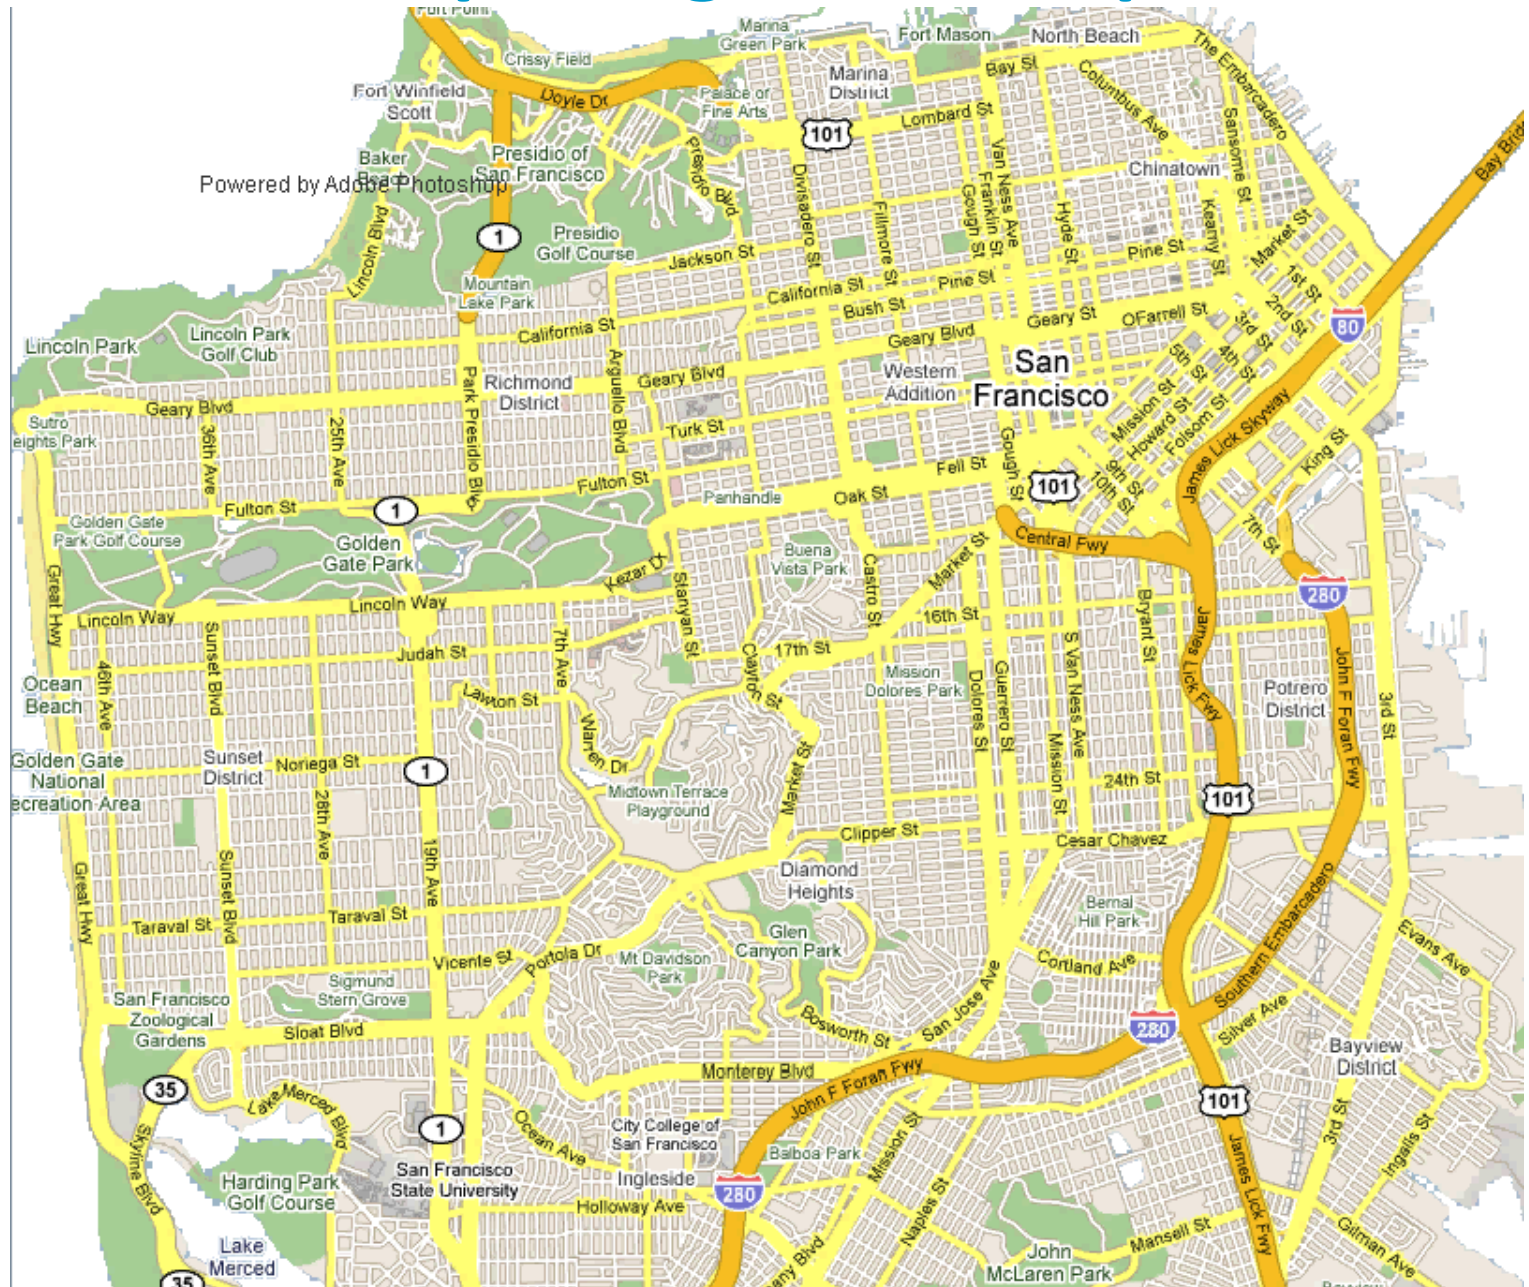 Fort Point
Marina
Green Park
Fort Mason
North Beach
The Embarcadero
Crissy Field
Bay St
Columbus Ave
Marina
District
Fort Winfield
Scott
Doyle Dr
Palace of
Fine Arts
Lombard St
Sansome St
101
Bay Bridg
Baker
Beach
Presidio of
San Francisco
Presidio Blvd
Divisadero St
Van Ness Ave
Franklin St
Gough St
Chinatown
Powered by Adobe Photoshop
Lincoln Blvd
1
Presidio
Golf Course
Fillmore St
Hyde St
Kearny St
Market St
Jackson St
Pine St
Mountain
Lake Park
California St
Pine St
1st St
Bush St
2nd St
Geary St
OFarrell St
3rd St
80
Lincoln Park
Lincoln Park
Golf Club
California St
Geary Blvd
4th St
5th St
San
Francisco
Arguello Blvd
Park Presidio Blv
Richmond
District
Geary Blvd
Western
Addition
Mission St
Howard St
Folsom St
James Lick Skyway
Geary Blvd
Sutro
eights Park
36th Ave
25th Ave
Turk St
King St
Gough St
Fell St
9th St
10th St
101
Fulton St
Fulton St
1
Panhandle
Oak St
7th St
Golden Gate
Park Golf Course
Golden
Gate Park
Buena
Vista Park
Market St
Central Fwy
Kezar Dr
Castro St
280
Great Hwy
Lincoln Way
Lincoln Way
Stanyan St
16th St
Bryant St
James Lick Fwy
Sunset Blvd
7th Ave
Judah St
17th St
Clayton St
S Van Ness Ave
John F Foran Fwy
46th Ave
Ocean
Beach
Lawton St
Mission
Dolores Park
Dolores St
Guerrero St
Potrero
District
3rd St
Warren Dr
Golden Gate
National
ecreation Area
Sunset
District
Noriega St
1
Market St
Mission St
24th St
Midtown Terrace
Playground
101
28th Ave
Clipper St
Cesar Chavez
19th Ave
Great Hwy
Sunset Blvd
Diamond
Heights
Taraval St
Taraval St
Bernal
Hill Park
Southern Embarcadero
Evans Ave
Glen
Canyon Park
Vicente St
Portola Dr
Mt Davidson
Park
Cortland Ave
San Jose Ave
Sigmund
Stern Grove
San Francisco
Zoological
Gardens
Sloat Blvd
Bosworth St
280
Silver Ave
Bayview
District
35
Monterey Blvd
John F Foran Fwy
101
Lake Merced Blvd
Ocean Ave
1
City College of
San Francisco
Mission St
3rd St
Ingalls St
Skyline Blvd
Balboa Park
James Lick Fwy
Harding Park
Golf Course
San Francisco
State University
Ingleside
280
Holloway Ave
Naples St
Mansell St
Gilman Ave
Lake
Merced
John
McLaren Park
any Blvd
35